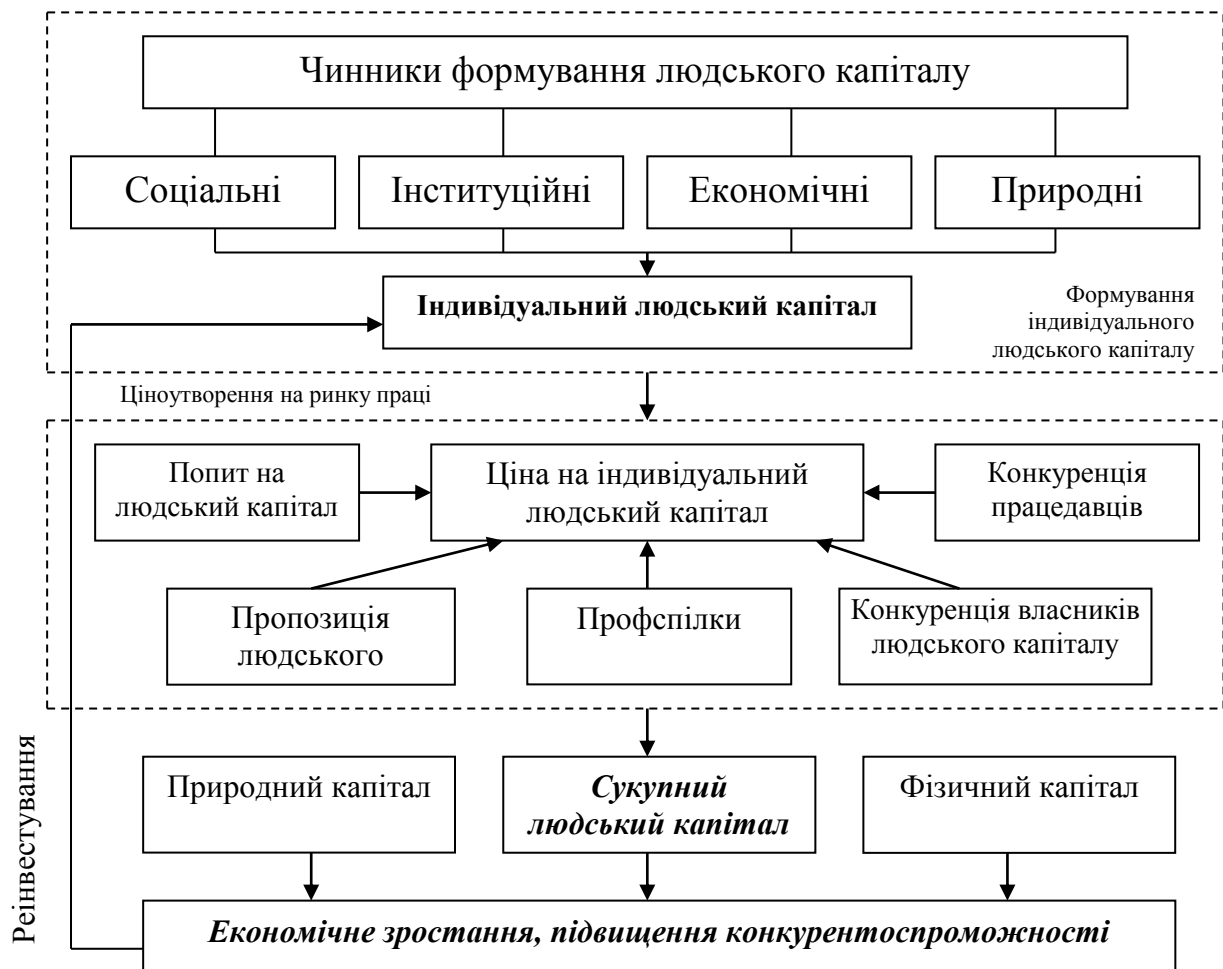 Чинники формування людського капіталу
Соціальні
Інституційні
Економічні
Природні
Індивідуальний людський капітал
Формування
індивідуального
людського капіталу
Ціноутворення на ринку праці
Попит на
людський капітал
Ціна на індивідуальний
людський капітал
Конкуренція
працедавців
Пропозиція
людського
Профспілки
Конкуренція власників
людського капіталу
Реінвестування
Природний капітал
Сукупний
людський капітал
Фізичний капітал
Економічне зростання, підвищення конкурентоспроможності